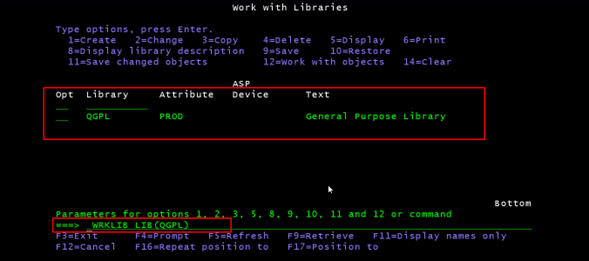 Work with Libraries
Type options, press Enter.
1=Create 2=Change 3=Copy 4=Delete 5=Display 6=Print
8=Display library description 9=Save 10=Restore
11=Save changed objects 12=Work with objects 14=Clear
ASP
Opt Library Attribute Device Text
QGPL PROD General Purpose Library
Bottom
Parameters for options 1, 2, 3, 5, 8, 9, 10, 11 and 12 or command
===> _WRKLIB LIB(QGPL)
F3=Exit F4=Prompt F5=Refresh F9=Retrieve F11=Display names only
F12=Cancel F16=Repeat position to F17=Position to